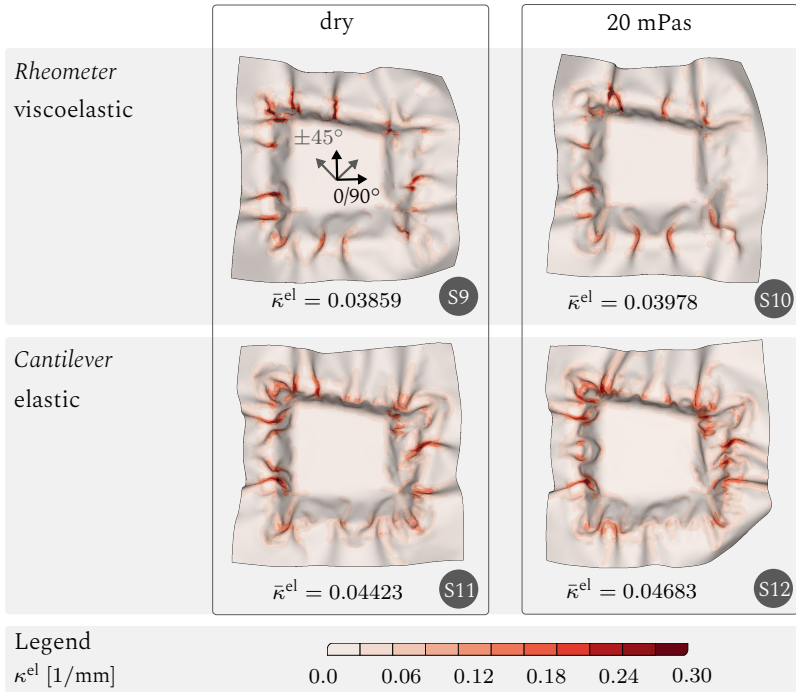 dry
20 mPas
Rheometer
viscoelastic
±45°
0/90°
κ̄ᵉˡ = 0.03859
S9
κ̄ᵉˡ = 0.03978
S10
Cantilever
elastic
κ̄ᵉˡ = 0.04423
S11
κ̄ᵉˡ = 0.04683
S12
Legend
κᵉˡ [1/mm]
0.0 0.06 0.12 0.18 0.24 0.30